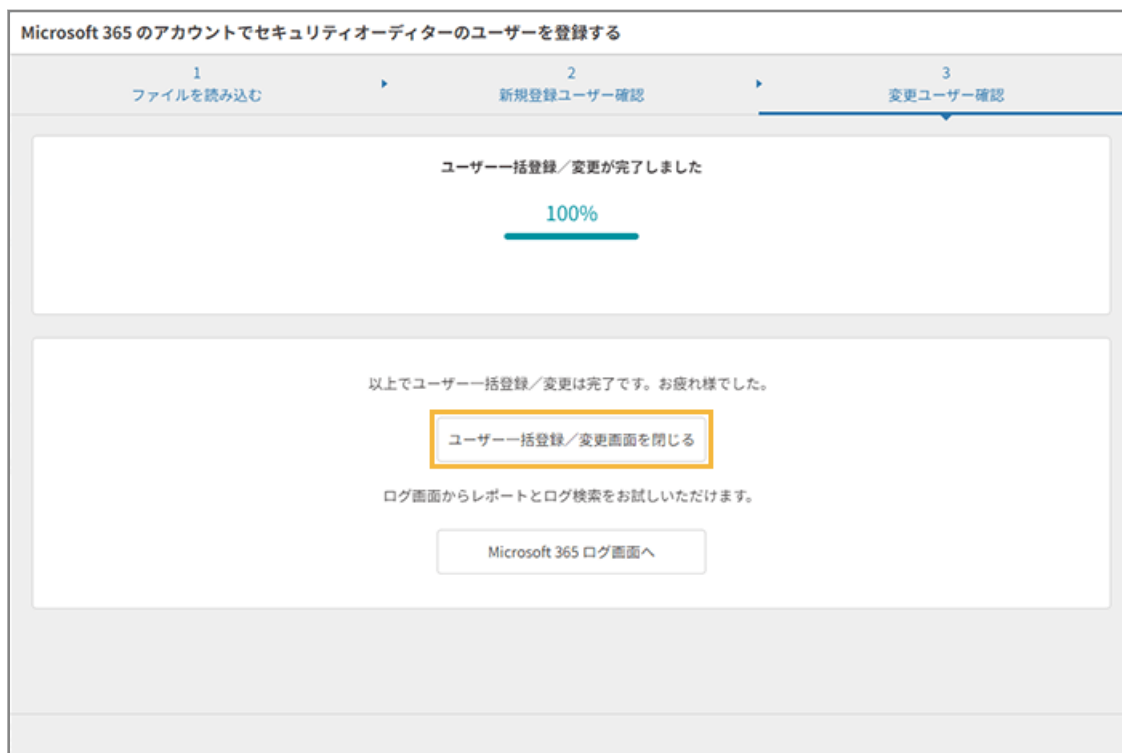 Microsoft 365 のアカウントでセキュリティオーディターのユーザーを登録する
1
ファイルを読み込む
2
新規登録ユーザー確認
3
変更ユーザー確認
ユーザー一括登録／変更が完了しました
100%
以上でユーザー一括登録／変更は完了です。お疲れ様でした。
ユーザー一括登録／変更画面を閉じる
ログ画面からレポートとログ検索をお試しいただけます。
Microsoft 365 ログ画面へ